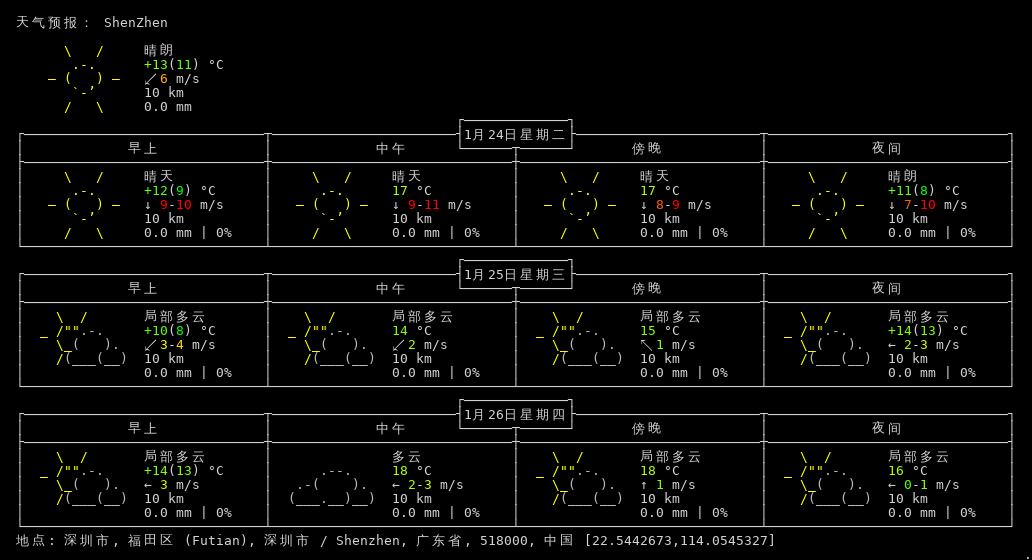 天气预报： ShenZhen
晴朗
+13(11) °C
↙6 m/s
10 km
0.0 mm
1月24日星期二
早上 中午 傍晚 夜间
晴天 晴天 晴天 晴朗
+12(9) °C 17 °C 17 °C +11(8) °C
↓ 9-10 m/s ↓ 9-11 m/s ↓ 8-9 m/s ↓ 7-10 m/s
10 km 10 km 10 km 10 km
0.0 mm | 0% 0.0 mm | 0% 0.0 mm | 0% 0.0 mm | 0%
1月25日星期三
早上 中午 傍晚 夜间
局部多云 局部多云 局部多云 局部多云
+10(8) °C 14 °C 15 °C +14(13) °C
↙3-4 m/s ↙2 m/s ↖1 m/s ← 2-3 m/s
10 km 10 km 10 km 10 km
0.0 mm | 0% 0.0 mm | 0% 0.0 mm | 0% 0.0 mm | 0%
1月26日星期四
早上 中午 傍晚 夜间
局部多云 多云 局部多云 局部多云
+14(13) °C 18 °C 18 °C 16 °C
← 3 m/s ← 2-3 m/s ↑ 1 m/s ← 0-1 m/s
10 km 10 km 10 km 10 km
0.0 mm | 0% 0.0 mm | 0% 0.0 mm | 0% 0.0 mm | 0%
地点: 深圳市, 福田区 (Futian), 深圳市 / Shenzhen, 广东省, 518000, 中国 [22.5442673,114.0545327]